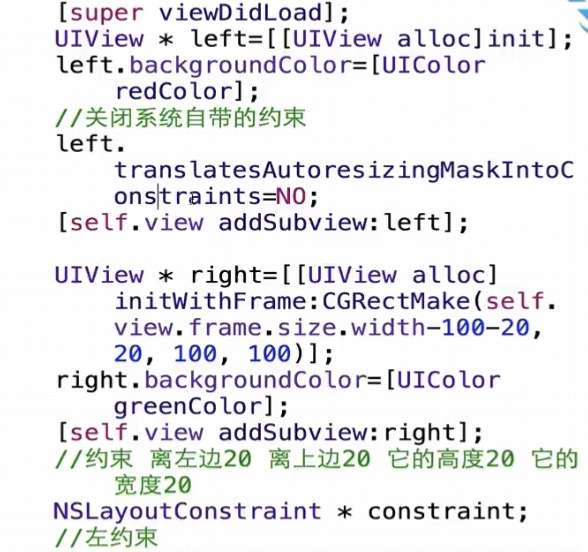 [super viewDidLoad];
UIView * left=[[UIView alloc]init];
left.backgroundColor=[UIColor
redColor];
//关闭系统自带的约束
left.
translatesAutoresizingMaskIntoC
onstraints=NO;
[self.view addSubview:left];
UIView * right=[[UIView alloc]
initWithFrame:CGRectMake(self.
view.frame.size.width-100-20,
20, 100, 100)];
right.backgroundColor=[UIColor
greenColor];
[self.view addSubview:right];
//约束 离左边20 离上边20 它的高度20 它的
宽度20
NSLayoutConstraint * constraint;
//左约束